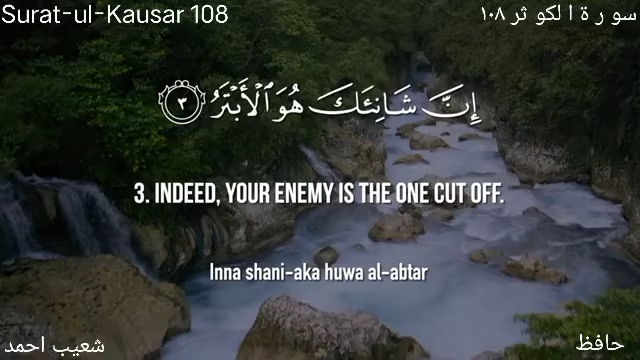 Surat-ul-Kausar 108
سورة الكوثر ١٠٨
إِنَّ شَانِئَكَ هُوَ ٱلْأَبْتَرُ ٣
3. INDEED, YOUR ENEMY IS THE ONE CUT OFF.
Inna shani-aka huwa al-abtar
شعيب احمد
حافظ